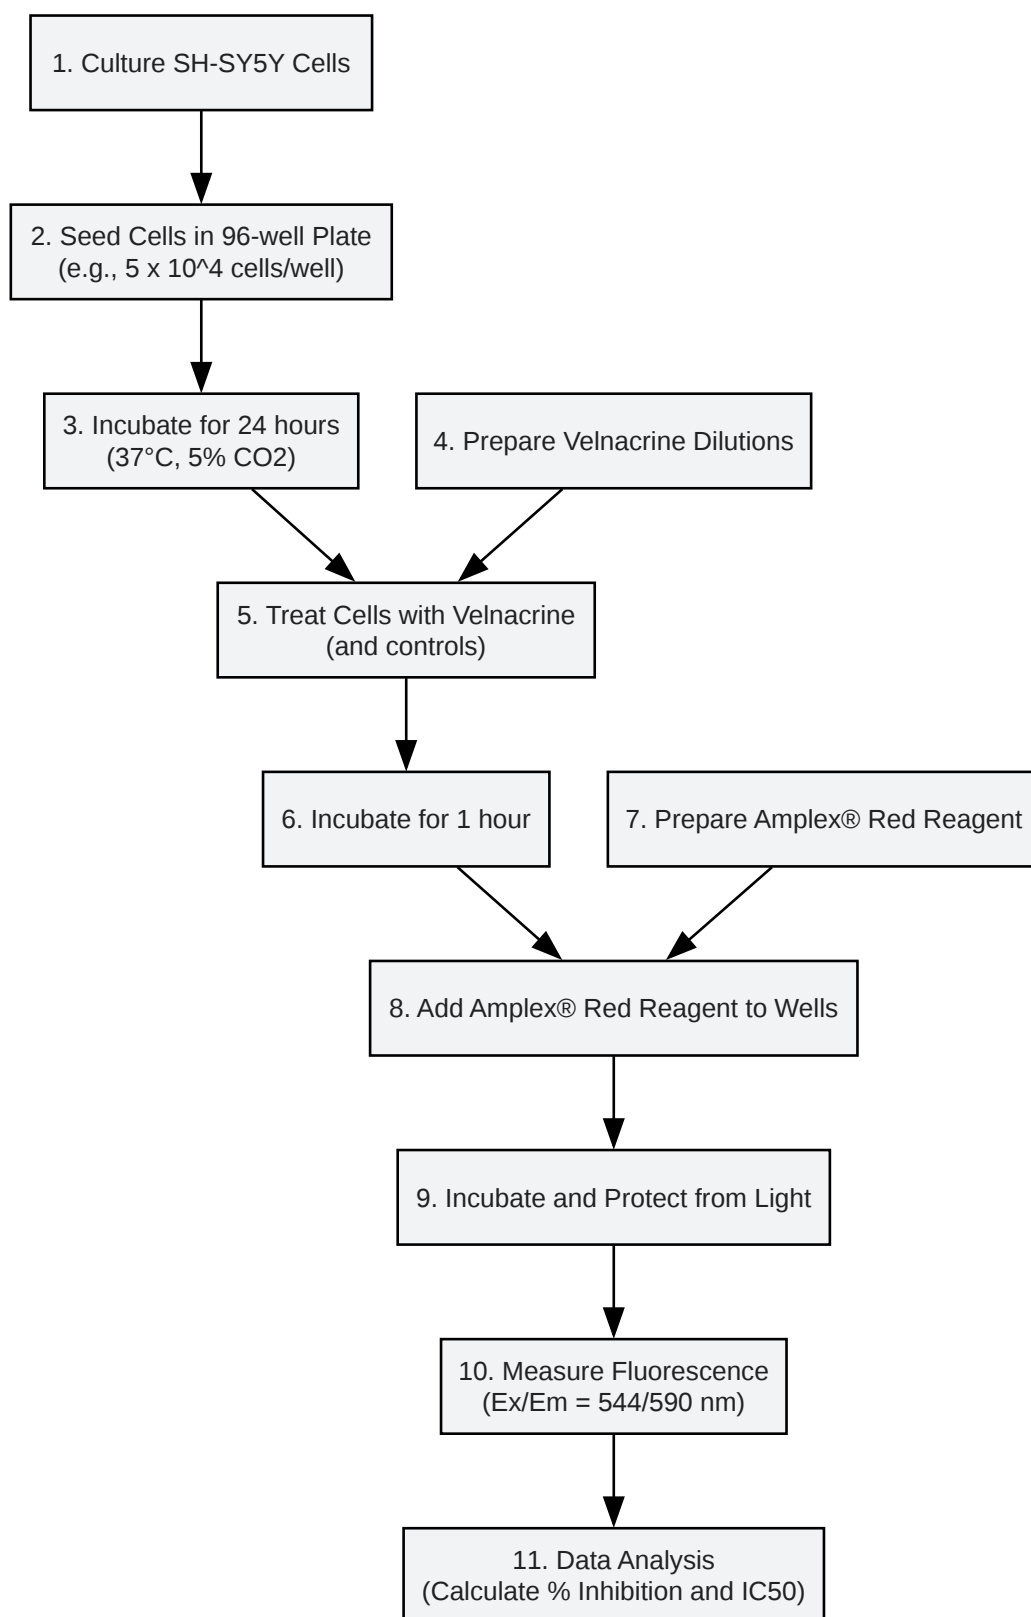 1. Culture SH-SY5Y Cells
2. Seed Cells in 96-well Plate
(e.g., 5 x 10^4 cells/well)
3. Incubate for 24 hours
(37°C, 5% CO2)
4. Prepare Velnacrine Dilutions
5. Treat Cells with Velnacrine
(and controls)
6. Incubate for 1 hour
7. Prepare Amplex® Red Reagent
8. Add Amplex® Red Reagent to Wells
9. Incubate and Protect from Light
10. Measure Fluorescence
(Ex/Em = 544/590 nm)
11. Data Analysis
(Calculate % Inhibition and IC50)